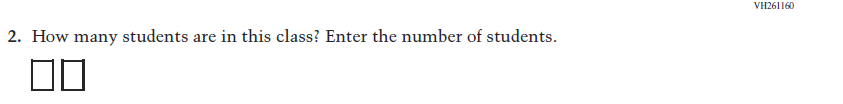 VH261160
2. How many students are in this class? Enter the number of students.